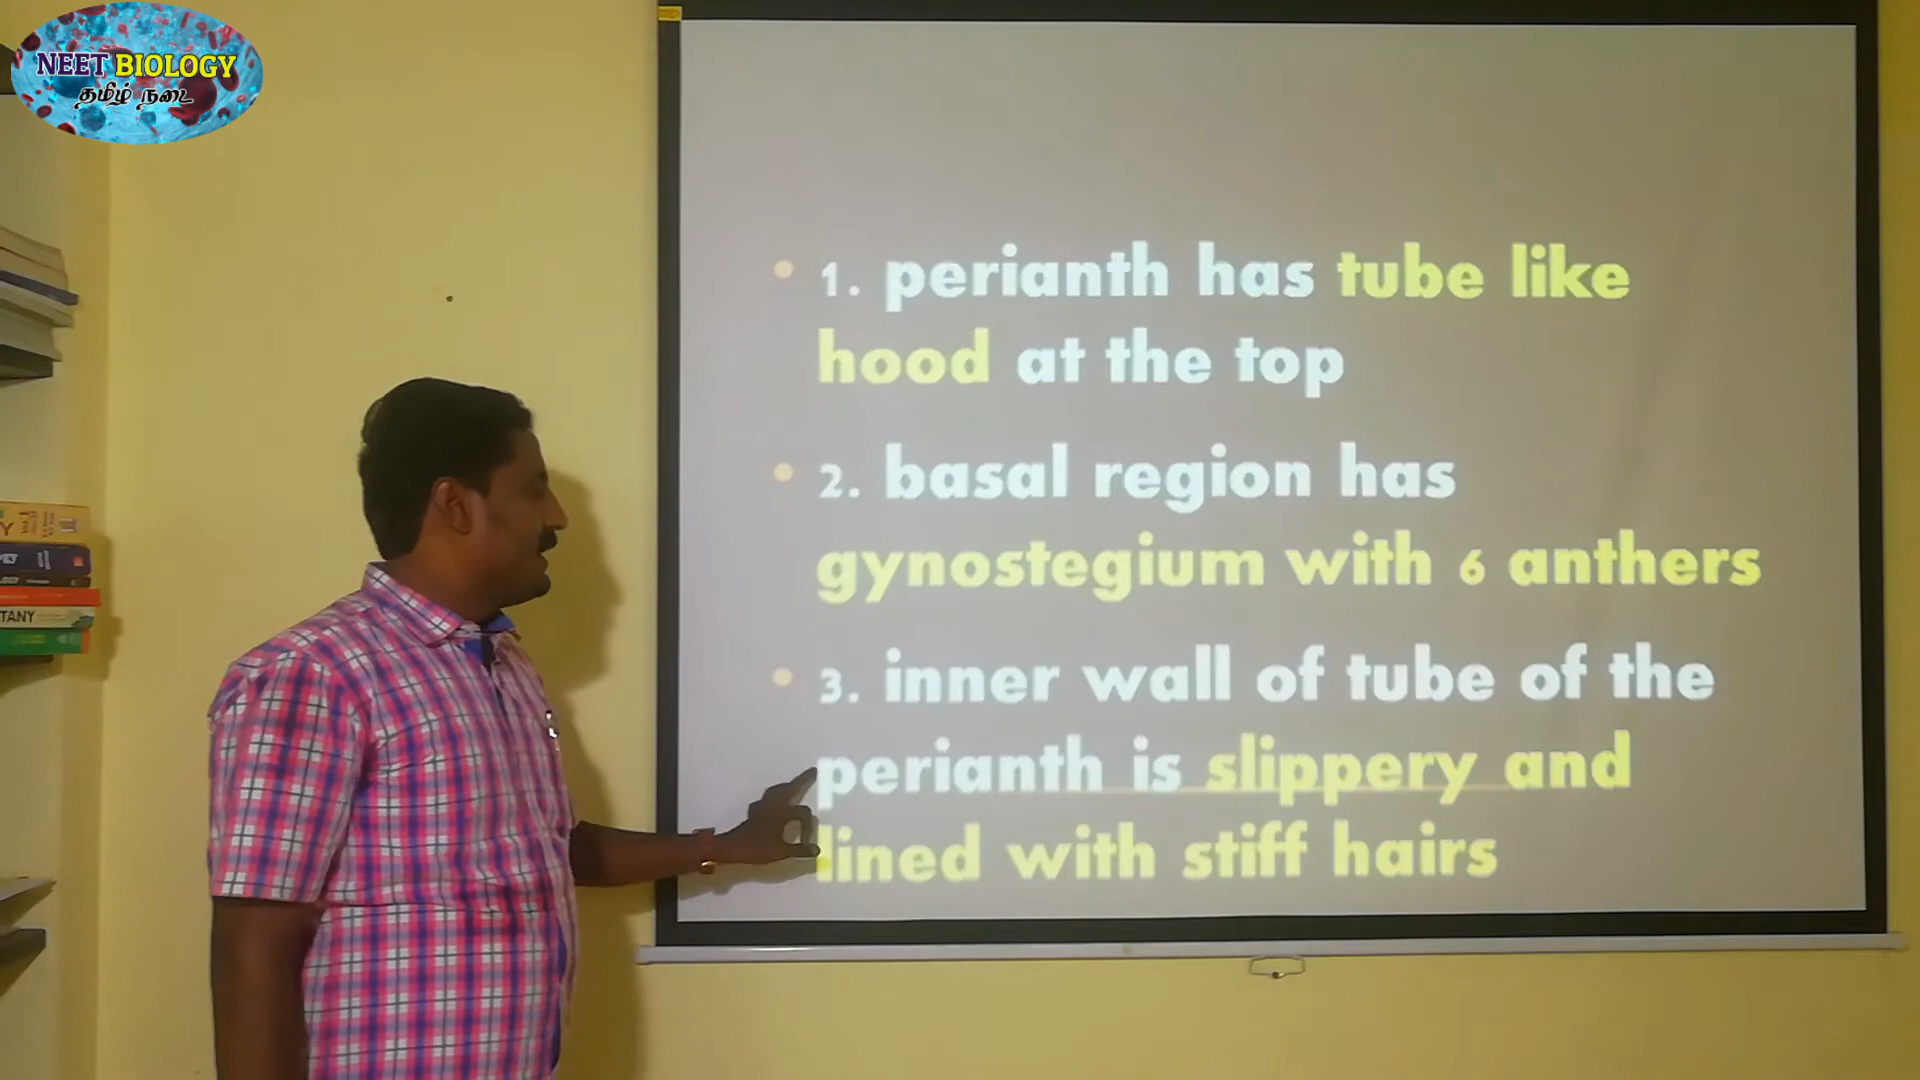 NEET BIOLOGY
தமிழ் நடை
1. perianth has tube like
hood at the top
2. basal region has
gynostegium with 6 anthers
3. inner wall of tube of the
perianth is slippery and
lined with stiff hairs
TANY